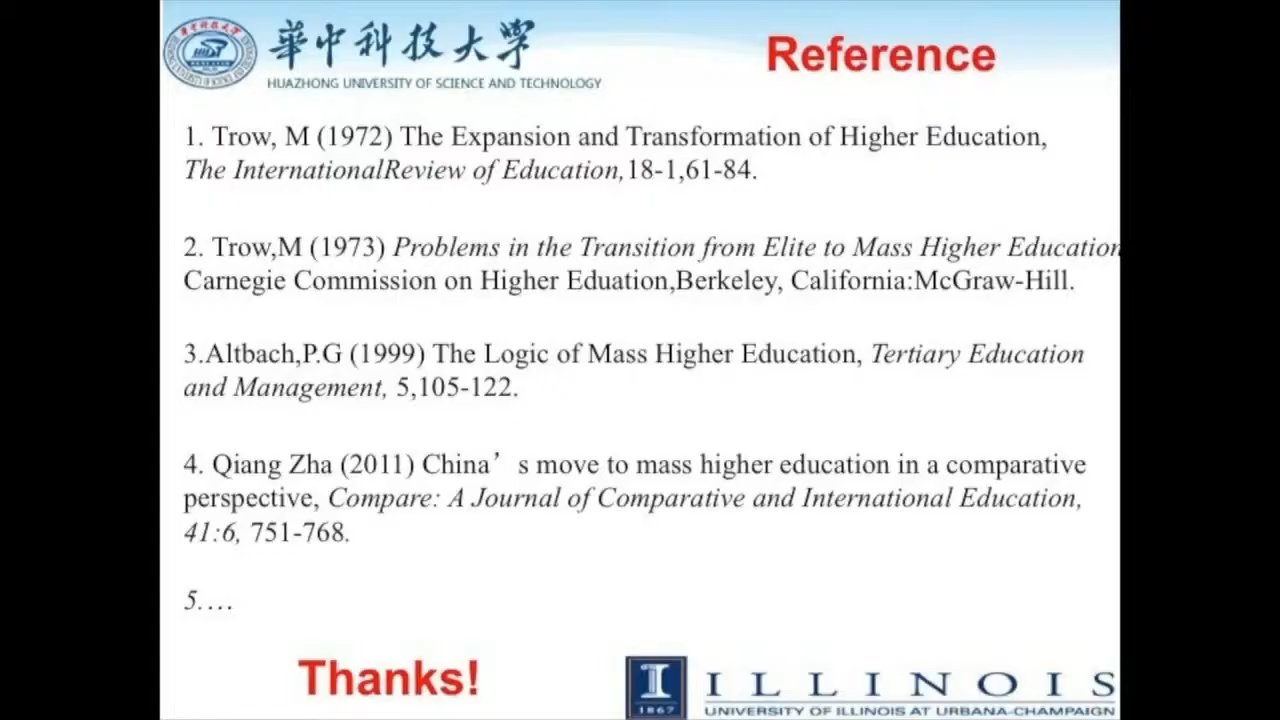 華中科技大学
HUAZHONG UNIVERSITY OF SCIENCE AND TECHNOLOGY
Reference
1. Trow, M (1972) The Expansion and Transformation of Higher Education,
The InternationalReview of Education,18-1,61-84.
2. Trow,M (1973) Problems in the Transition from Elite to Mass Higher Education
Carnegie Commission on Higher Eduation,Berkeley, California:McGraw-Hill.
3.Altbach,P.G (1999) The Logic of Mass Higher Education, Tertiary Education
and Management, 5,105-122.
4. Qiang Zha (2011) China’s move to mass higher education in a comparative
perspective, Compare: A Journal of Comparative and International Education,
41:6, 751-768.
5.…
Thanks!
I
1867
ILLINOIS
UNIVERSITY OF ILLINOIS AT URBANA-CHAMPAIGN